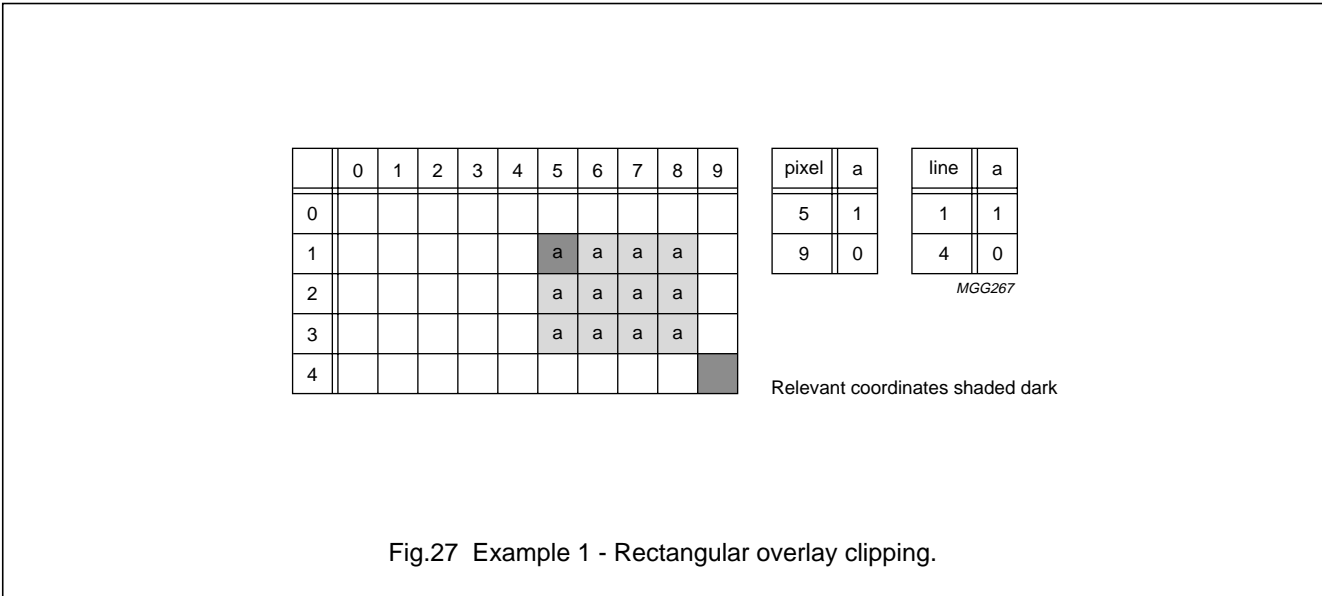 0 1 2 3 4 5 6 7 8 9 pixel a line a
0 5 1 1 1
1 a a a a 9 0 4 0
MGG267
2 a a a a
3 a a a a
4
Relevant coordinates shaded dark
Fig.27 Example 1 - Rectangular overlay clipping.